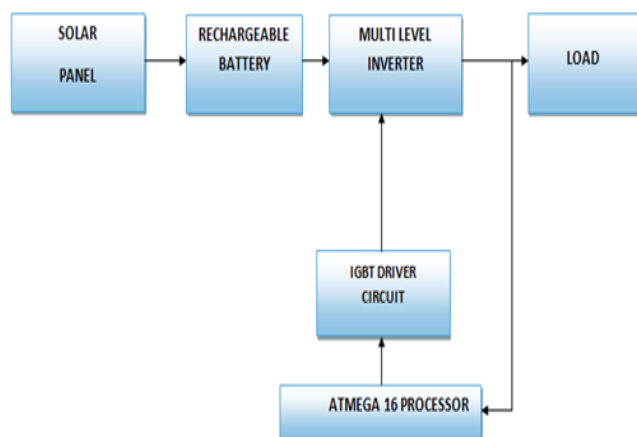 SOLAR
PANEL
RECHARGEABLE
BATTERY
MULTI LEVEL
INVERTER
LOAD
IGBT DRIVER
CIRCUIT
ATMEGA 16 PROCESSOR